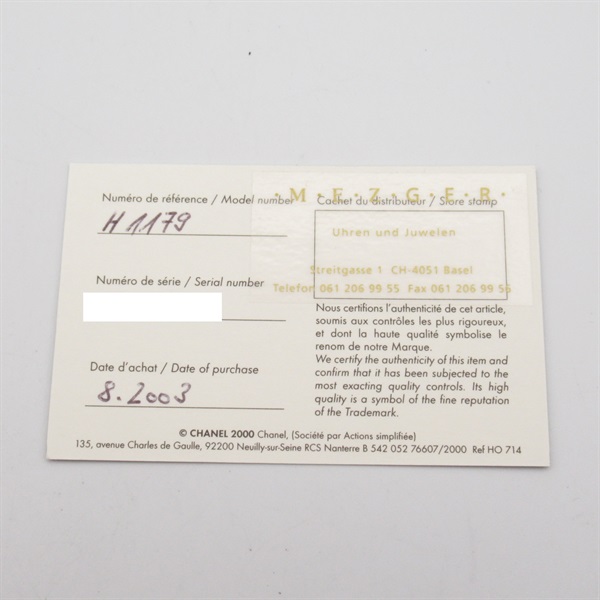 Numéro de référence / Model number
H 1179
Numéro de série / Serial number
Date d'achat / Date of purchase
8.2003
·M·E·Z·G·E·R·
Cachet du distributeur / Store stamp
Uhren und Juwelen
Streitgasse 1 CH-4051 Basel
Telefon 061 206 99 55 Fax 061 206 99 56
Nous certifions l'authenticité de cet article,
soumis aux contrôles les plus rigoureux,
et dont la haute qualité symbolise le
renom de notre Marque.
We certify the authenticity of this item and
confirm that it has been subjected to the
most exacting quality controls. Its high
quality is a symbol of the fine reputation
of the Trademark.
© CHANEL 2000 Chanel, (Société par Actions simplifiée)
135, avenue Charles de Gaulle, 92200 Neuilly-sur-Seine RCS Nanterre B 542 052 76607/2000 Ref HO 714